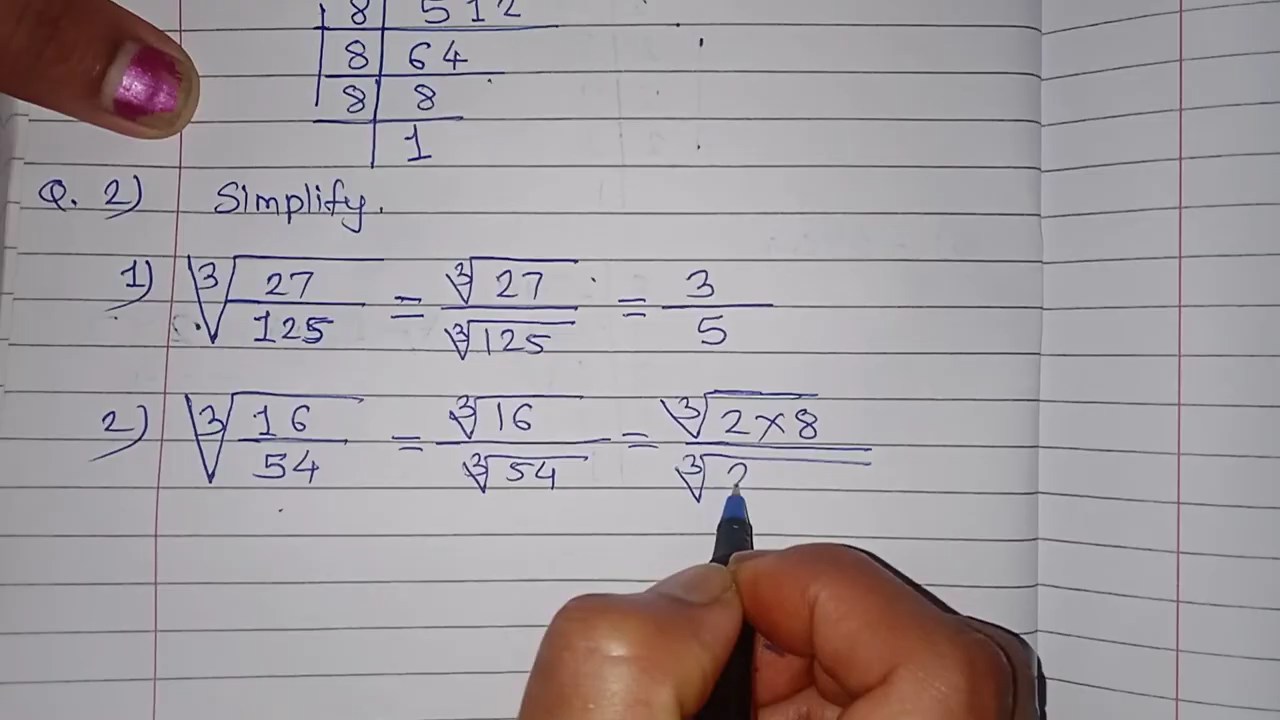 8 | 512
8 | 64
8 | 8
1
Q. 2) Simplify.
1) ∛(27/125) = ∛27/∛125 = 3/5
2) ∛(16/54) = ∛16/∛54 = ∛(2×8)/∛2